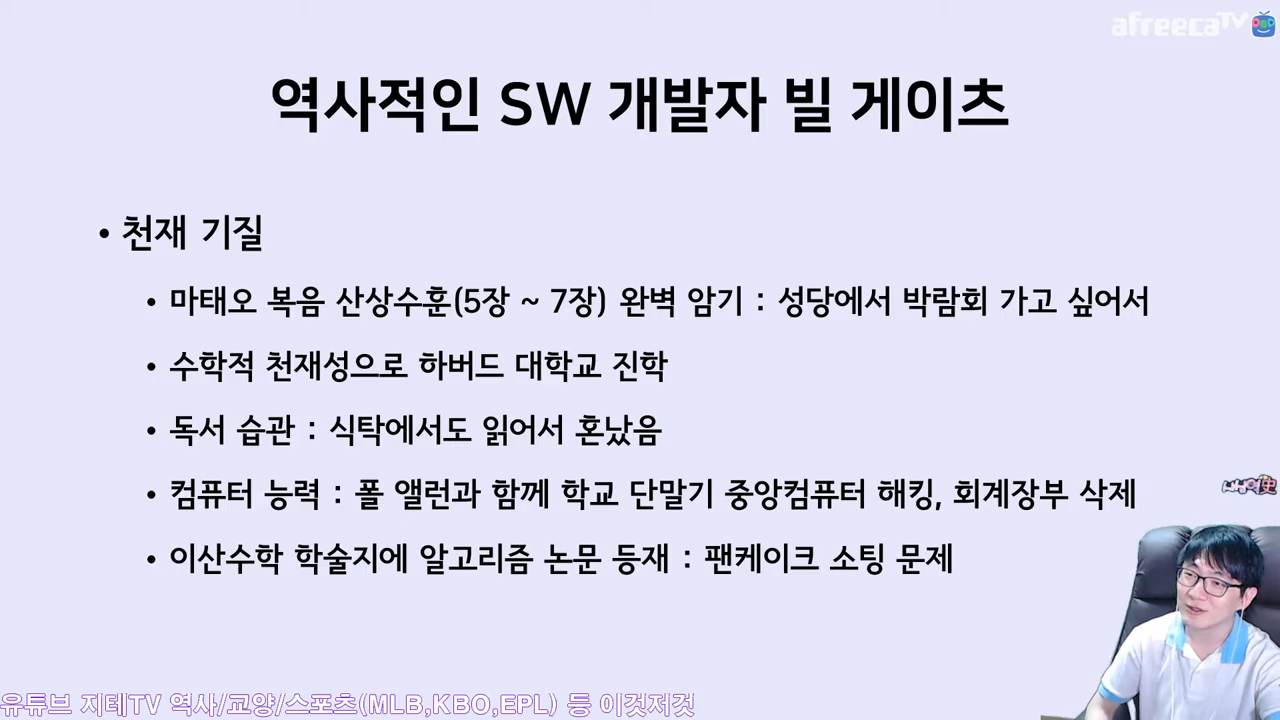 afreecaTV
역사적인 SW 개발자 빌 게이츠
• 천재 기질
• 마태오 복음 산상수훈(5장 ~ 7장) 완벽 암기 : 성당에서 박람회 가고 싶어서
• 수학적 천재성으로 하버드 대학교 진학
• 독서 습관 : 식탁에서도 읽어서 혼났음
• 컴퓨터 능력 : 폴 앨런과 함께 학교 단말기 중앙컴퓨터 해킹, 회계장부 삭제
• 이산수학 학술지에 알고리즘 논문 등재 : 팬케이크 소팅 문제
유튜브 지테TV 역사/교양/스포츠(MLB,KBO,EPL) 등 이것저것